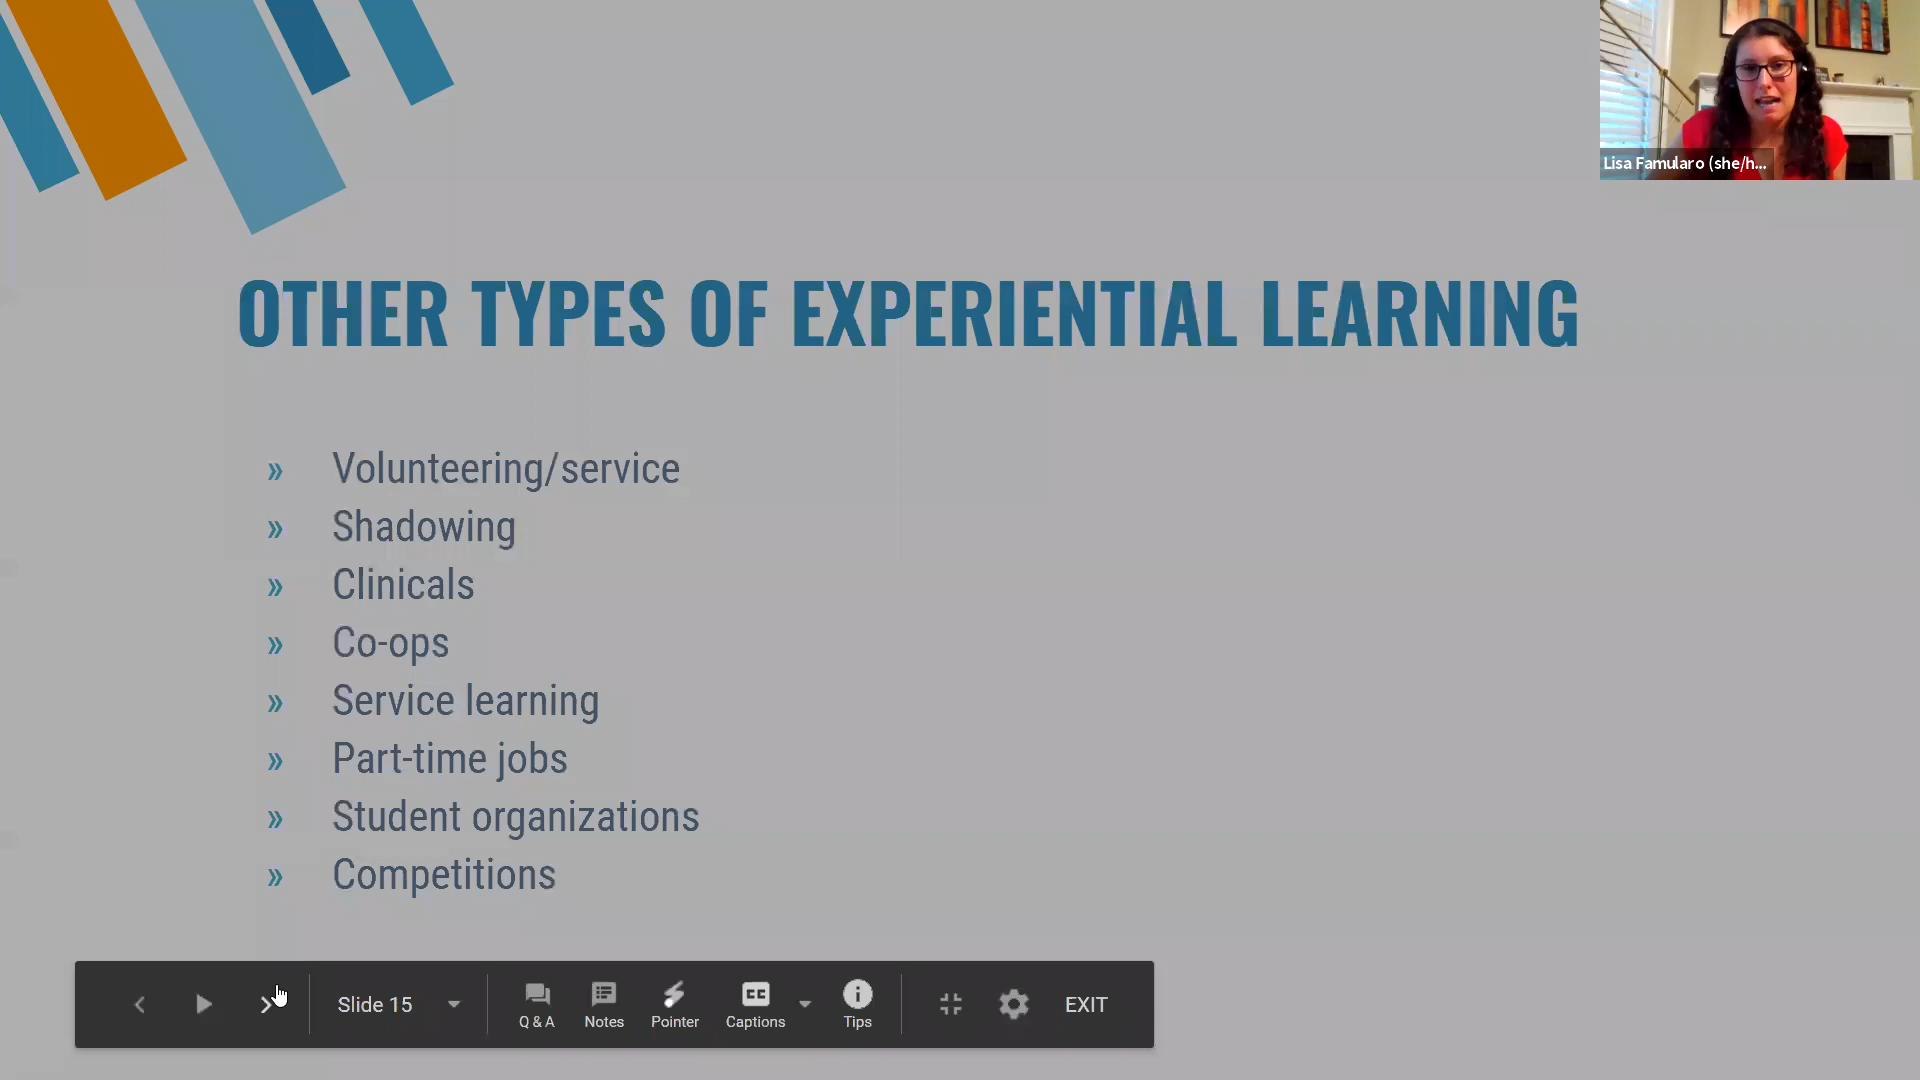 Lisa Famularo (she/h...
OTHER TYPES OF EXPERIENTIAL LEARNING
» Volunteering/service
» Shadowing
» Clinicals
» Co-ops
» Service learning
» Part-time jobs
» Student organizations
» Competitions
Slide 15
Q & A
Notes
Pointer
CC
Captions
Tips
EXIT